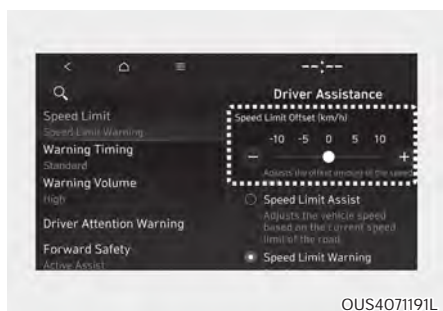 --:--
Driver Assistance
Speed Limit
Speed Limit Warning
Warning Timing
Standard
Warning Volume
High
Driver Attention Warning
Forward Safety
Active Assist
Speed Limit Offset (km/h)
-10 -5 0 5 10
− +
Adjusts the offset amount of the speed
Speed Limit Assist
Adjusts the vehicle speed
based on the current speed
limit of the road.
Speed Limit Warning
OUS4071191L